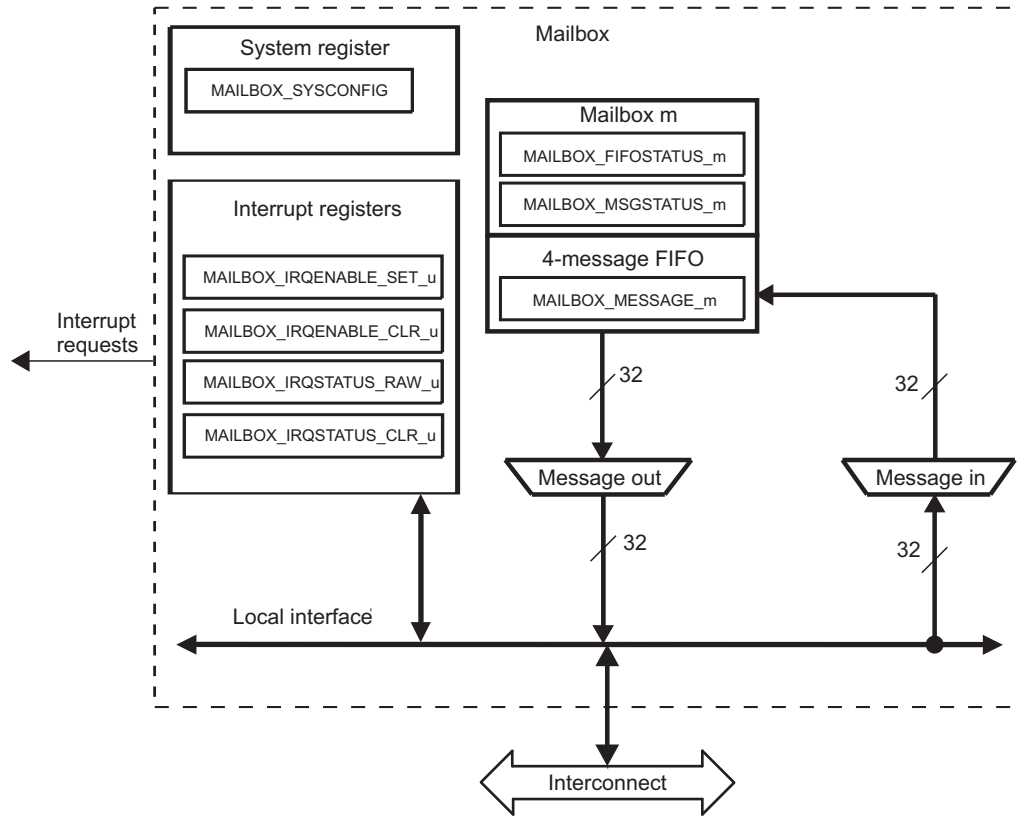 Mailbox
System register
MAILBOX_SYSCONFIG
Mailbox m
MAILBOX_FIFOSTATUS_m
MAILBOX_MSGSTATUS_m
Interrupt registers
4-message FIFO
MAILBOX_MESSAGE_m
MAILBOX_IRQENABLE_SET_u
MAILBOX_IRQENABLE_CLR_u
MAILBOX_IRQSTATUS_RAW_u
MAILBOX_IRQSTATUS_CLR_u
Interrupt
requests
32
32
Message out
Message in
32
32
Local interface
Interconnect